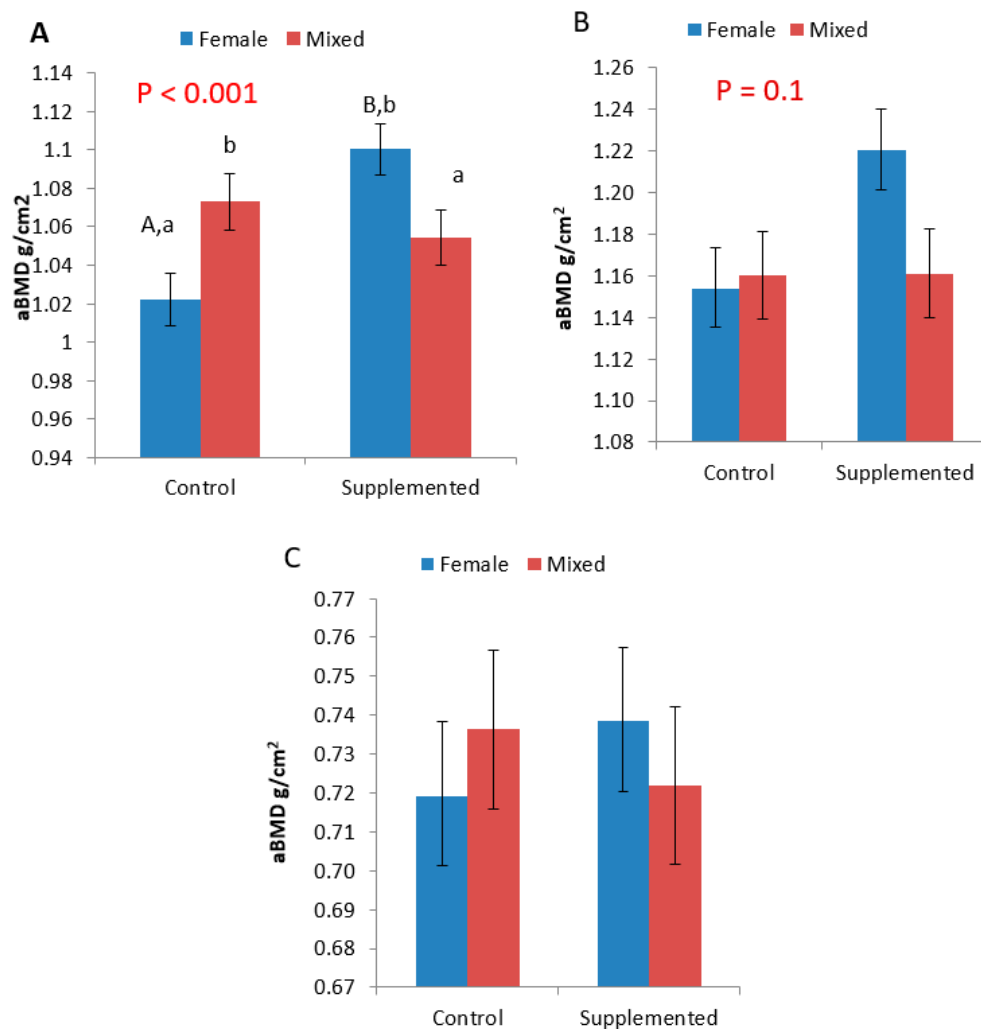 A
Female Mixed
P < 0.001
aBMD g/cm2
1.14
1.12
1.1
1.08
1.06
1.04
1.02
1
0.98
0.96
0.94
A,a
b
B,b
a
Control Supplemented
B
Female Mixed
P = 0.1
aBMD g/cm²
1.26
1.24
1.22
1.20
1.18
1.16
1.14
1.12
1.10
1.08
Control Supplemented
C
Female Mixed
aBMD g/cm²
0.77
0.76
0.75
0.74
0.73
0.72
0.71
0.70
0.69
0.68
0.67
Control Supplemented